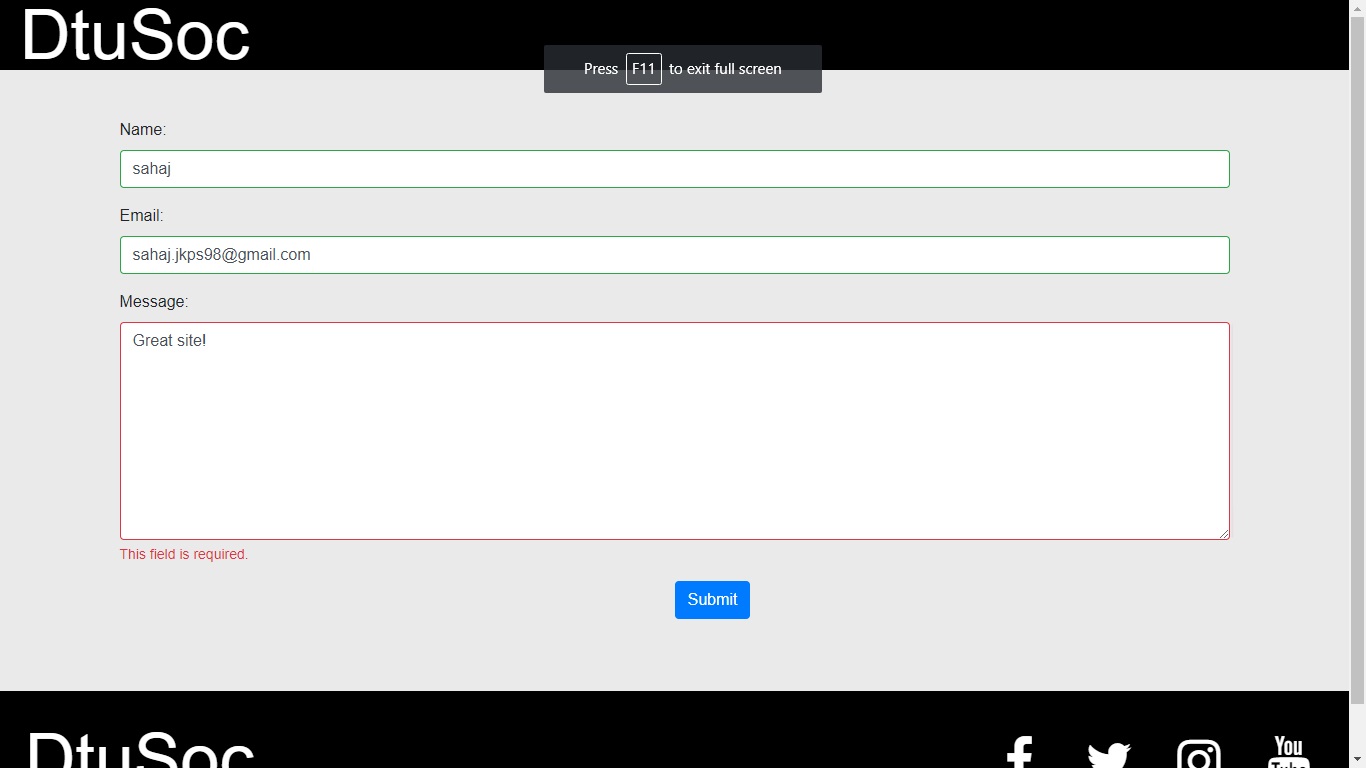 DtuSoc
Press F11 to exit full screen
Name:
sahaj
Email:
sahaj.jkps98@gmail.com
Message:
Great site!
This field is required.
Submit
DtuSoc
You
Tube